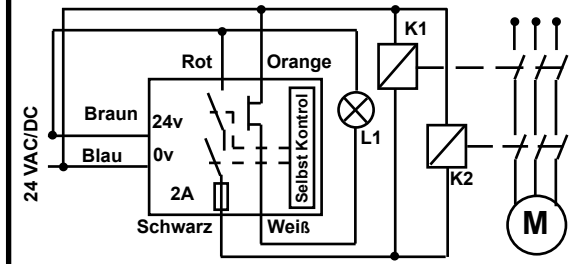 K1
Rot Orange
Braun
24v
24 VAC/DC
Blau
0v
Selbst Kontrol
L1
K2
2A
Schwarz Weiß
M